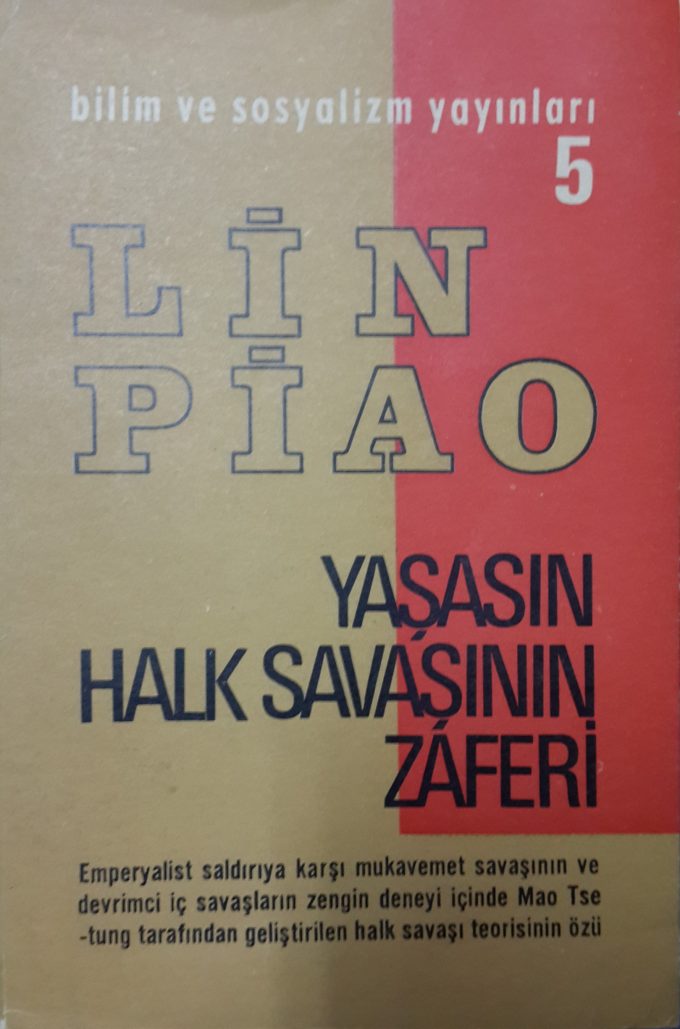 bilim ve sosyalizm yayınları
5
LİN
PİAO
YAŞASIN
HALK SAVAŞININ
ZAFERİ
Emperyalist saldırıya karşı mukavemet savaşının ve
devrimci iç savaşların zengin deneyi içinde Mao Tse
-tung tarafından geliştirilen halk savaşı teorisinin özü